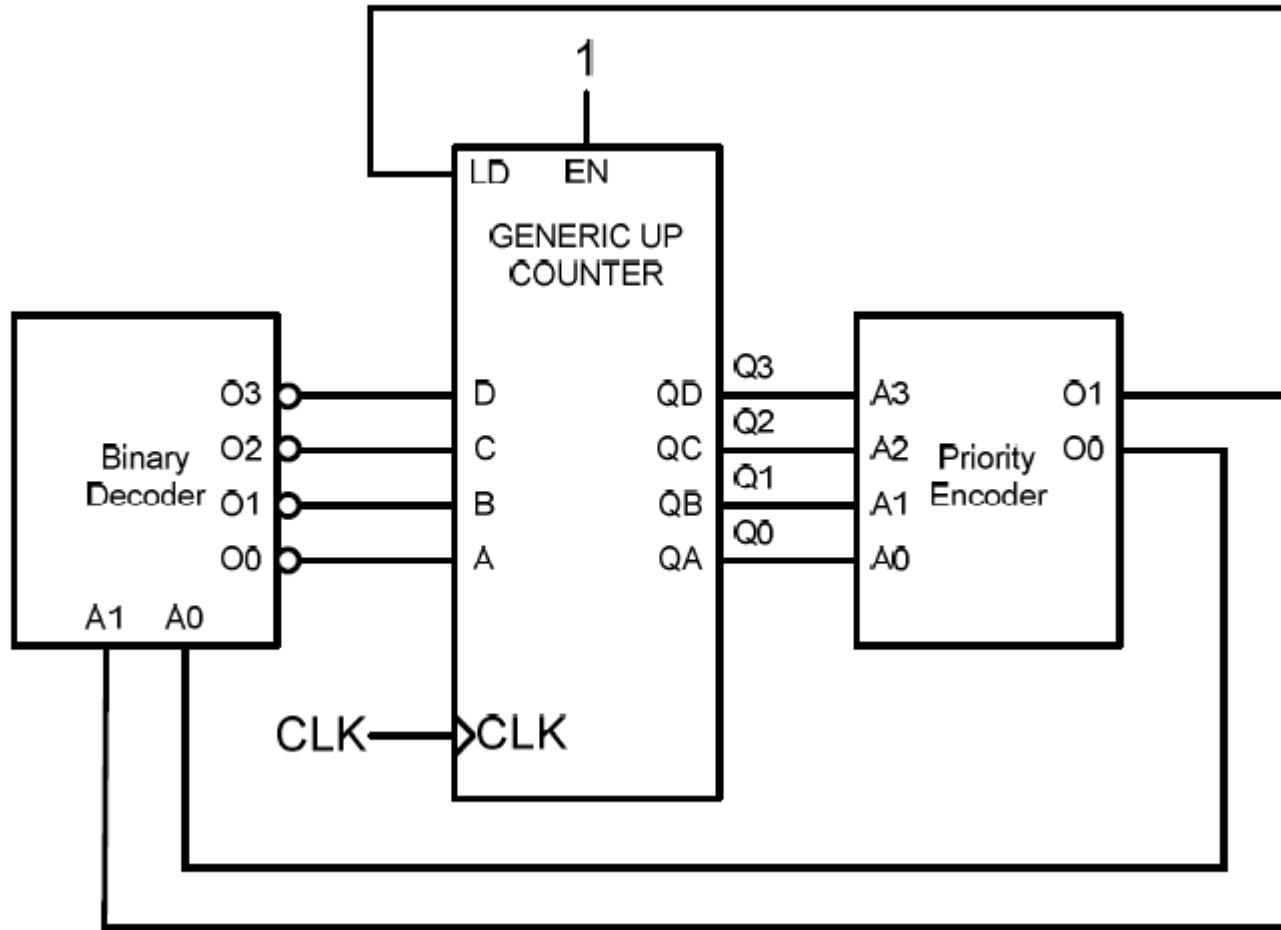 1
LD EN
GENERIC UP
COUNTER
O3
O2
O1
O0
Binary
Decoder
A1 A0
D
C
B
A
QD
QC
QB
QA
Q3
Q2
Q1
Q0
A3
A2
A1
A0
Priority
Encoder
O1
O0
CLK
CLK